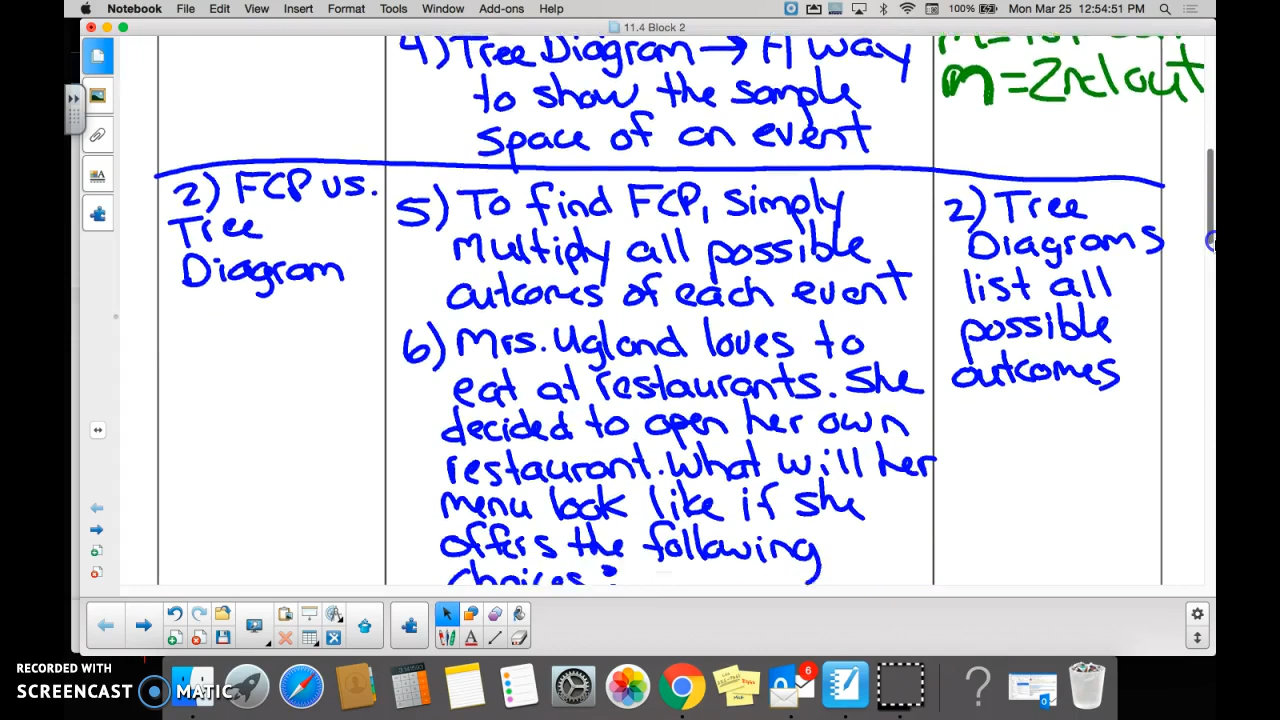 Notebook File Edit Insert Format Tools Window Add-ons Help 100% Mon Mar 25 12:54:51 PM
11.4 Block 2
4) Tree Diagram → A way
to show the sample
space of an event
m = 2nd out
2) FCP vs.
Tree
Diagram
5) To find FCP, simply
multiply all possible
outcomes of each event
6) Mrs. Ugland loves to
eat at restaurants. She
decided to open her own
restaurant. What will her
menu look like if she
offers the following
choices:
2) Tree
Diagrams
list all
possible
outcomes
RECORDED WITH
SCREENCAST MATIC
6